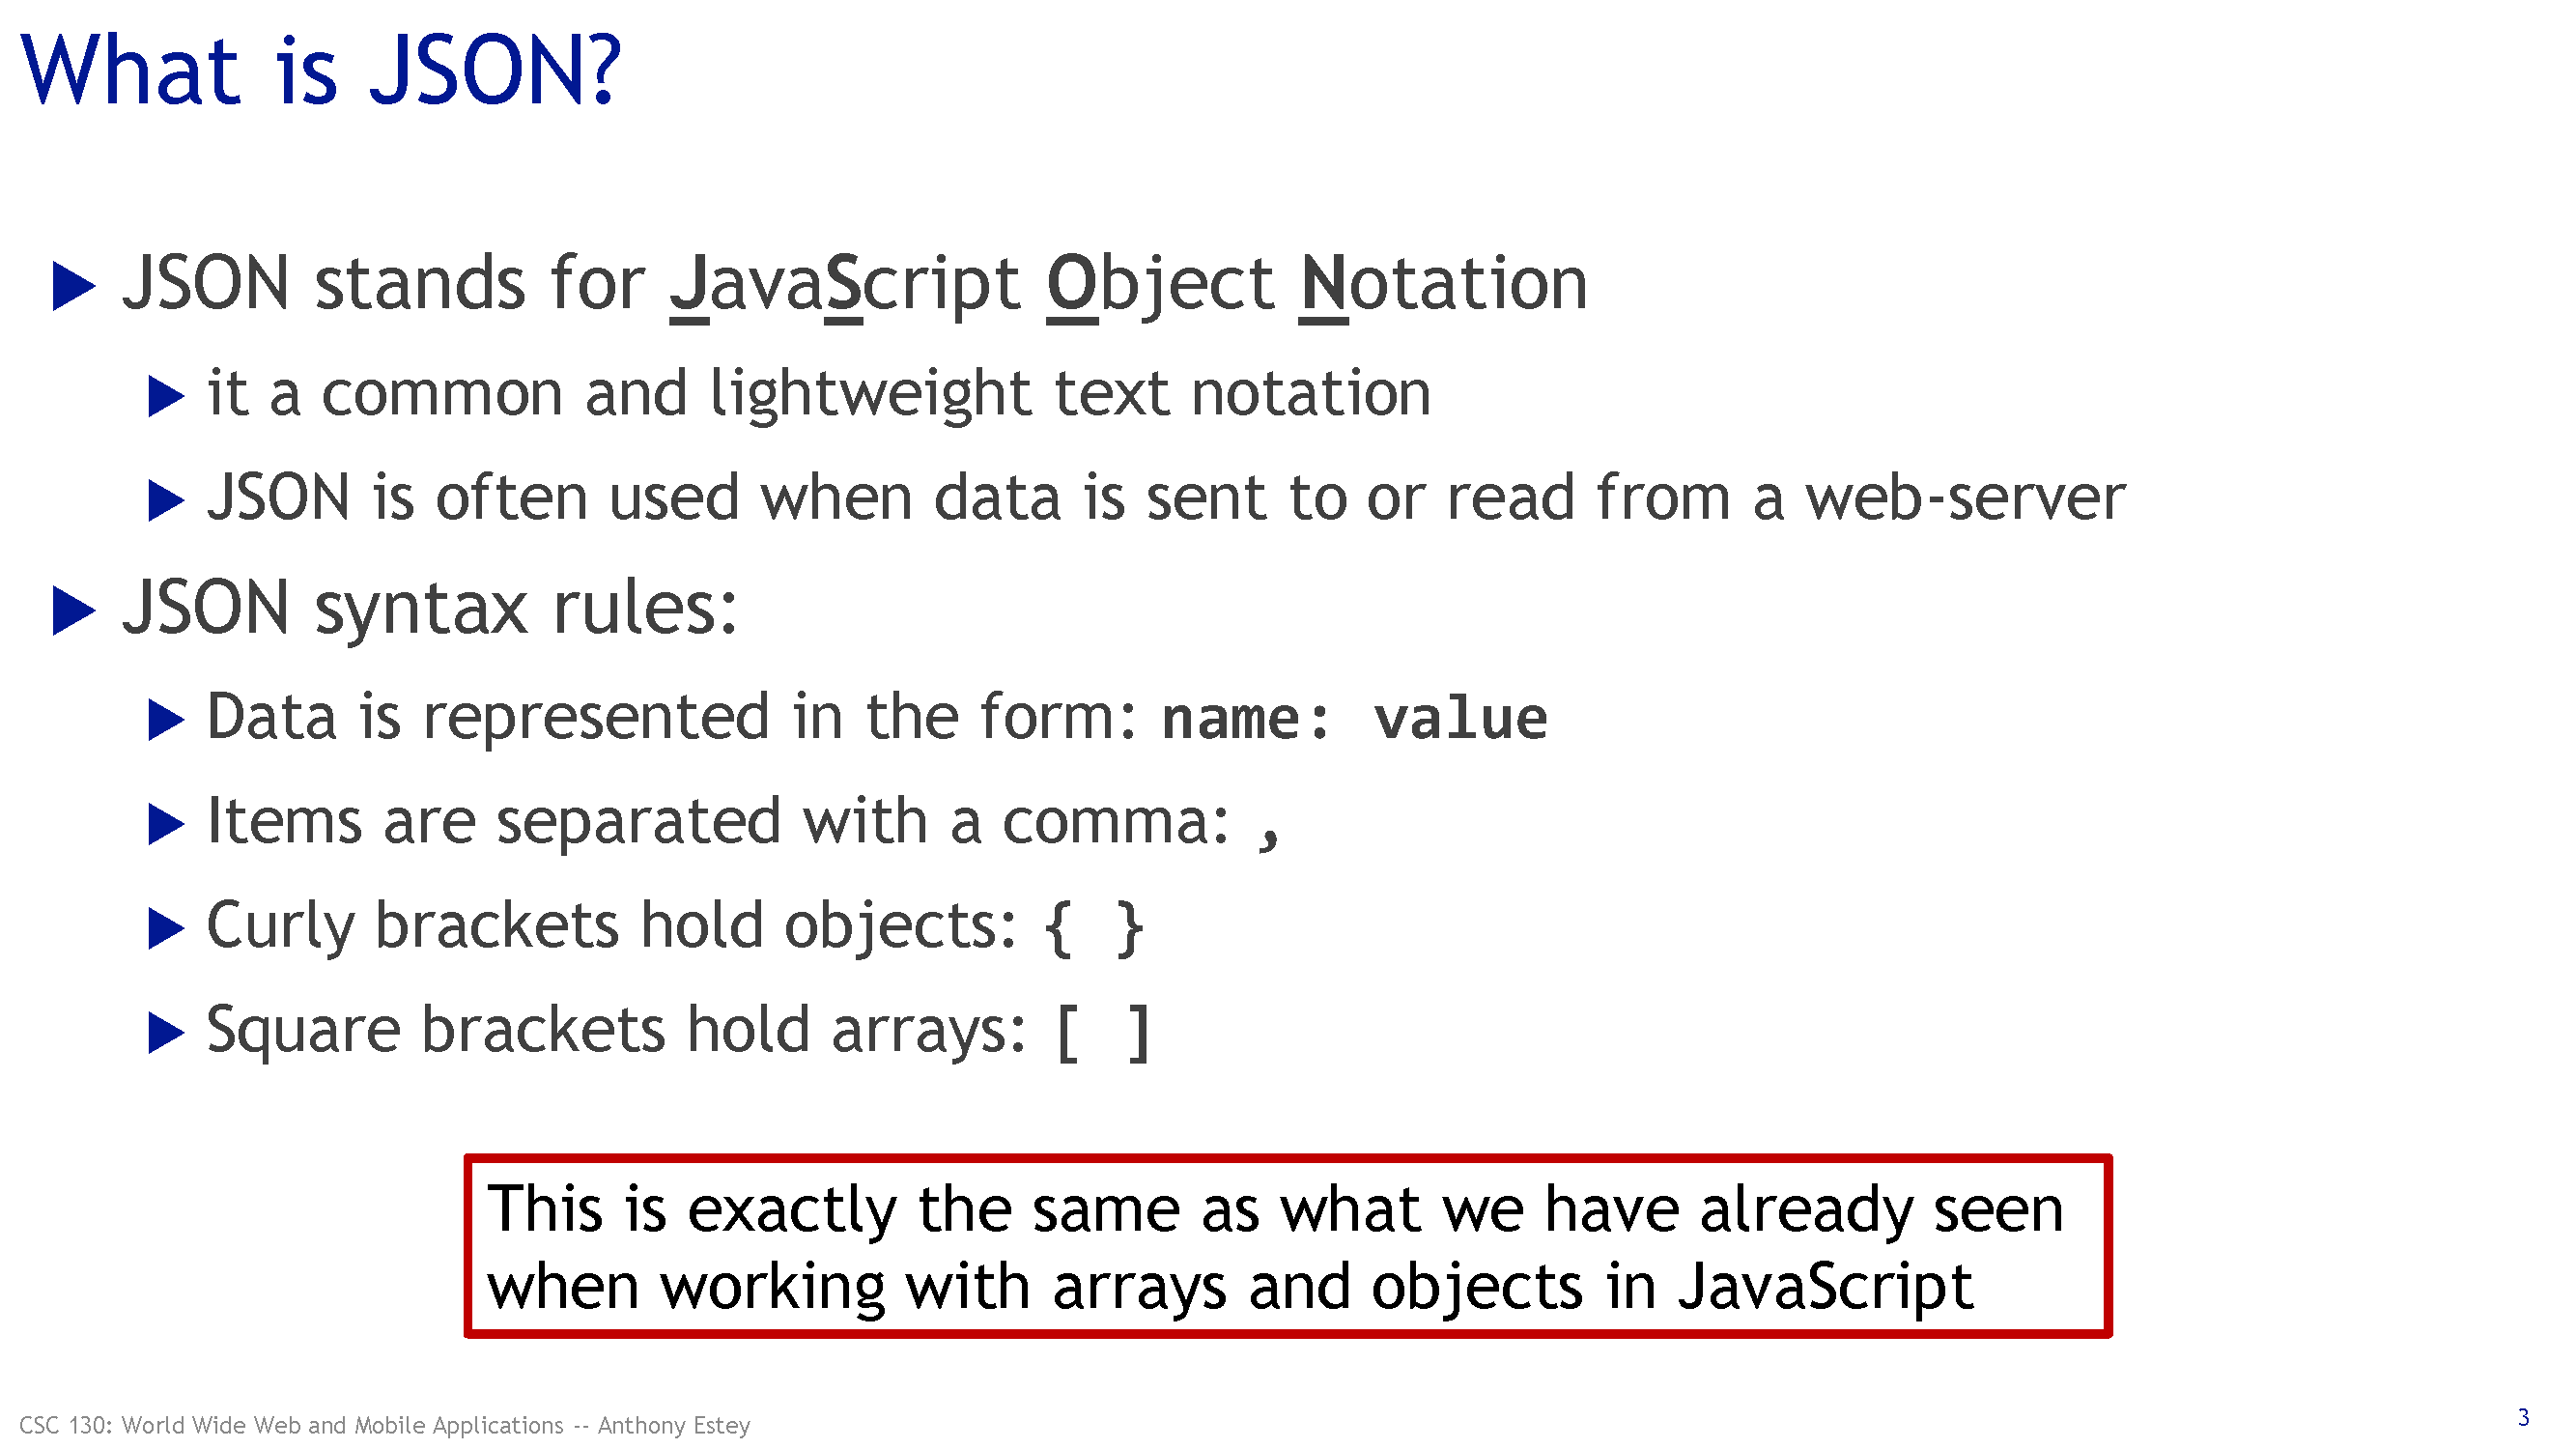 What is JSON?
JSON stands for JavaScript Object Notation
it a common and lightweight text notation
JSON is often used when data is sent to or read from a web-server
JSON syntax rules:
Data is represented in the form: name: value
Items are separated with a comma: ,
Curly brackets hold objects: { }
Square brackets hold arrays: [ ]
This is exactly the same as what we have already seen
when working with arrays and objects in JavaScript
CSC 130: World Wide Web and Mobile Applications -- Anthony Estey
3